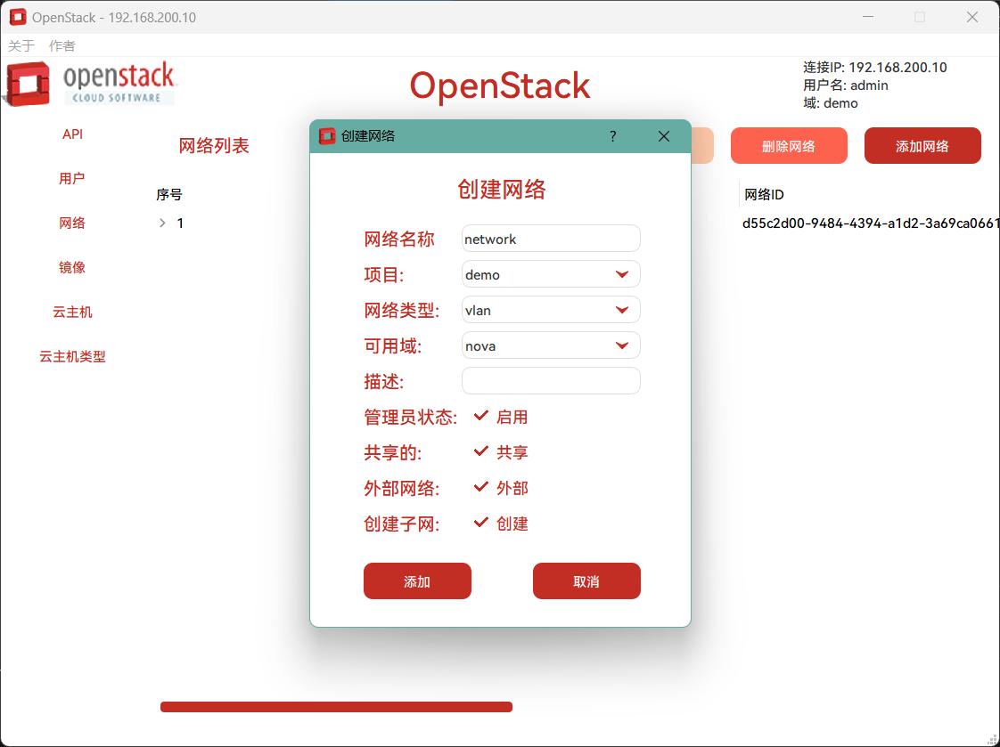 OpenStack - 192.168.200.10
关于 作者
openstack
CLOUD SOFTWARE
OpenStack
连接IP: 192.168.200.10
用户名: admin
域: demo
API
用户
网络
镜像
云主机
云主机类型
网络列表
删除网络
添加网络
序号
网络ID
1
d55c2d00-9484-4394-a1d2-3a69ca0661
创建网络
?
创建网络
网络名称 network
项目: demo
网络类型: vlan
可用域: nova
描述:
管理员状态: 启用
共享的: 共享
外部网络: 外部
创建子网: 创建
添加 取消